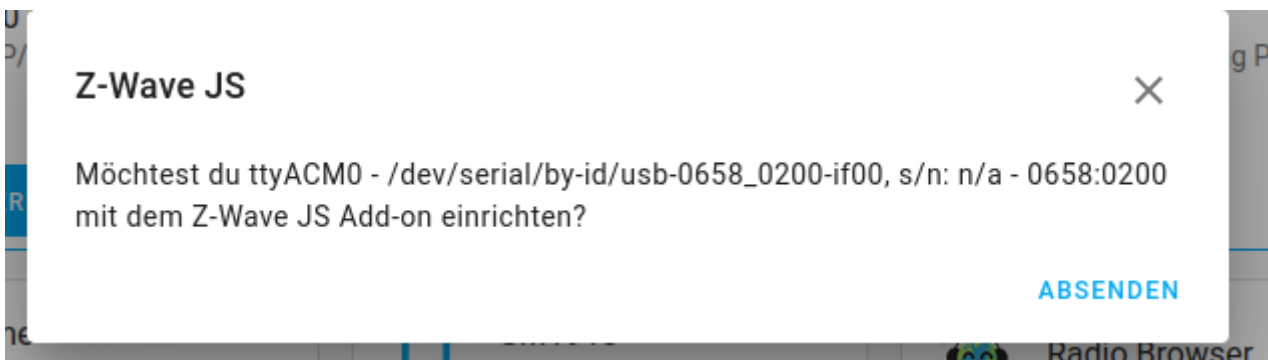 Z-Wave JS
Möchtest du ttyACM0 - /dev/serial/by-id/usb-0658_0200-if00, s/n: n/a - 0658:0200
mit dem Z-Wave JS Add-on einrichten?
ABSENDEN
Radio Browser